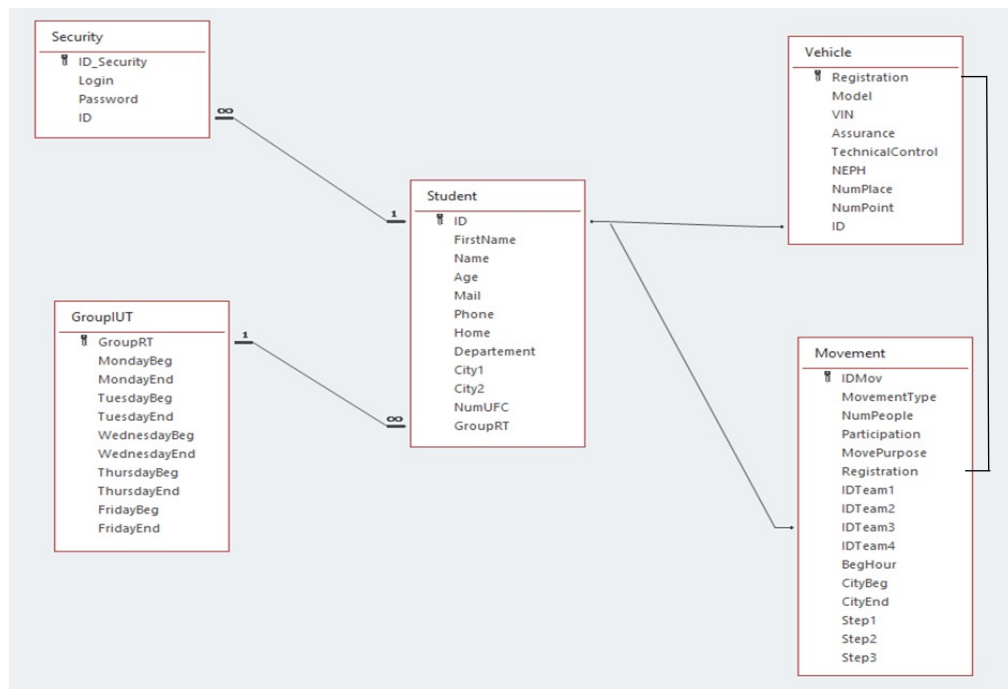 Security
ID_Security
Login
Password
ID
∞
1
Student
ID
FirstName
Name
Age
Mail
Phone
Home
Departement
City1
City2
NumUFC
GroupRT
GroupIUT
GroupRT
MondayBeg
MondayEnd
TuesdayBeg
TuesdayEnd
WednesdayBeg
WednesdayEnd
ThursdayBeg
ThursdayEnd
FridayBeg
FridayEnd
1
∞
Vehicle
Registration
Model
VIN
Assurance
TechnicalControl
NEPH
NumPlace
NumPoint
ID
Movement
IDMov
MovementType
NumPeople
Participation
MovePurpose
Registration
IDTeam1
IDTeam2
IDTeam3
IDTeam4
BegHour
CityBeg
CityEnd
Step1
Step2
Step3